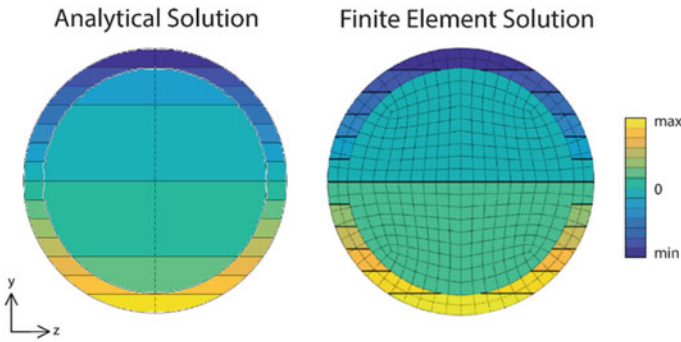 Analytical Solution
Finite Element Solution
max
0
min
y
z